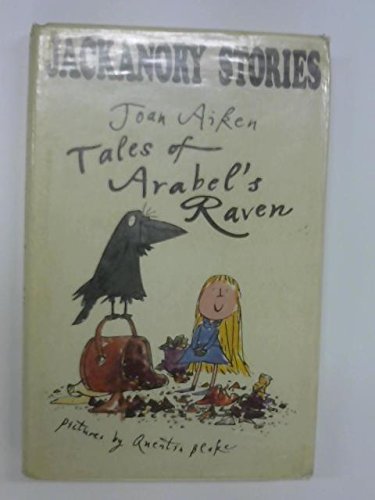 JACKANORY STORIES
Joan Aiken
Tales of
Arabel's
Raven
pictures by Quentin Blake